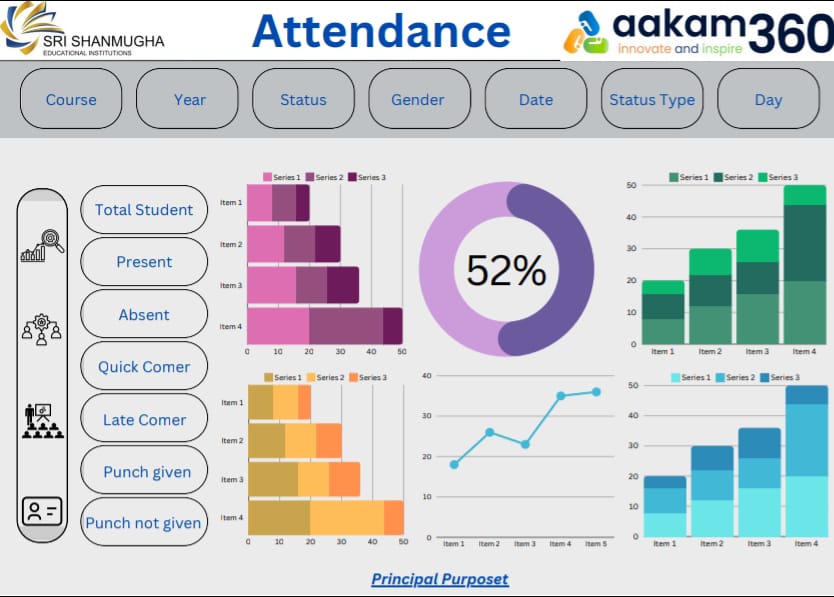 SRI SHANMUGHA
EDUCATIONAL INSTITUTIONS
Attendance
aakam360
innovate and inspire
Course
Year
Status
Gender
Date
Status Type
Day
Total Student
Present
Absent
Quick Comer
Late Comer
Punch given
Punch not given
Series 1 Series 2 Series 3
Item 1
Item 2
Item 3
Item 4
0 10 20 30 40 50
52%
Series 1 Series 2 Series 3
50
40
30
20
10
0
Item 1 Item 2 Item 3 Item 4
Series 1 Series 2 Series 3
Item 1
Item 2
Item 3
Item 4
0 10 20 30 40 50
40
30
20
10
0
Item 1 Item 2 Item 3 Item 4 Item 5
Series 1 Series 2 Series 3
50
40
30
20
10
0
Item 1 Item 2 Item 3 Item 4
Principal Purposet